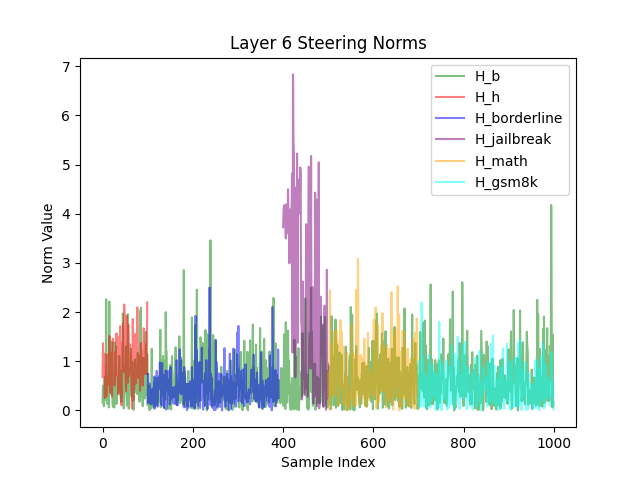 Layer 6 Steering Norms
Norm Value
7
6
5
4
3
2
1
0
H_b
H_h
H_borderline
H_jailbreak
H_math
H_gsm8k
0
200
400
600
800
1000
Sample Index